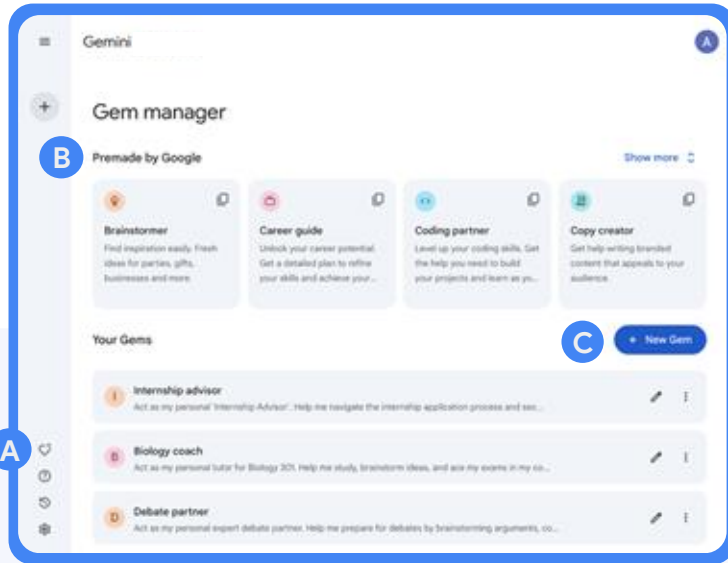 Gemini
A
Gem manager
B
Premade by Google
Show more
Brainstormer
Find inspiration easily. Fresh
ideas for parties, gifts,
businesses and more.
Career guide
Unlock your career potential.
Get a detailed plan to refine
your skills and achieve your...
Coding partner
Level up your coding skills. Get
the help you need to build
your projects and learn as yo...
Copy creator
Get help writing branded
content that appeals to your
audience.
Your Gems
C
+ New Gem
I
Internship advisor
Act as my personal 'Internship Advisor'. Help me navigate the internship application process and sec...
A
B
Biology coach
Act as my personal tutor for Biology 201. Help me study, brainstorm ideas, and ace my exams in my co...
D
Debate partner
Act as my personal expert debate partner. Help me prepare for debates by brainstorming arguments, co...